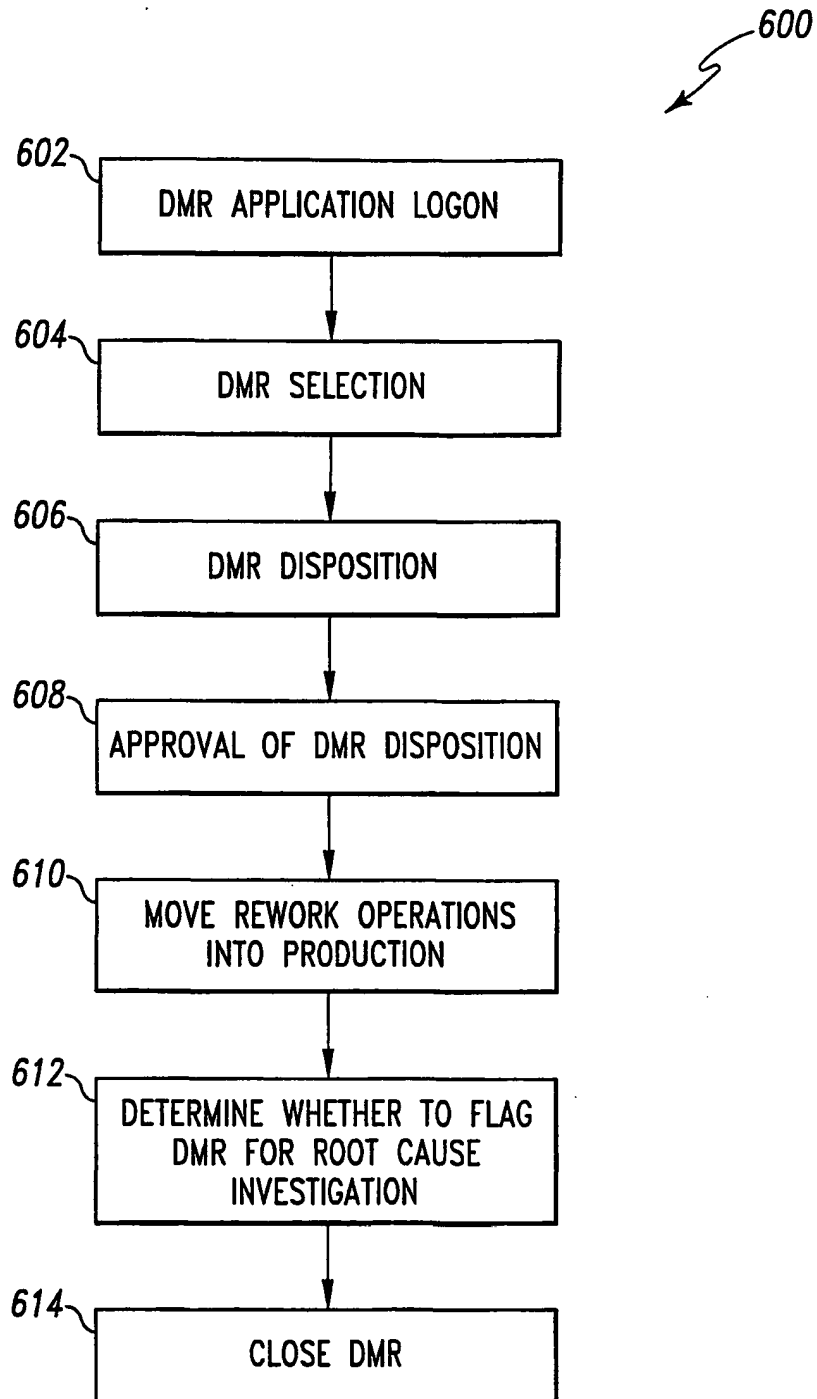 600
602
DMR APPLICATION LOGON
604
DMR SELECTION
606
DMR DISPOSITION
608
APPROVAL OF DMR DISPOSITION
610
MOVE REWORK OPERATIONS
INTO PRODUCTION
612
DETERMINE WHETHER TO FLAG
DMR FOR ROOT CAUSE
INVESTIGATION
614
CLOSE DMR